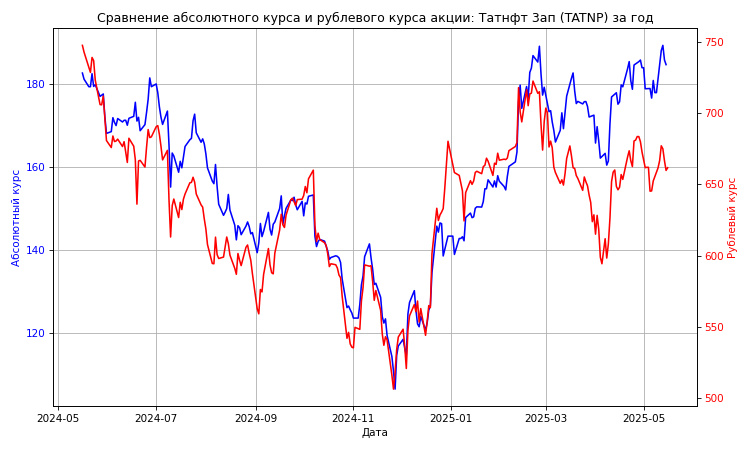 Сравнение абсолютного курса и рублевого курса акции: Татнфт 3ап (TATNP) за год
Абсолютный курс
180
160
140
120
750
700
650
600
550
500
Рублевый курс
2024-05 2024-07 2024-09 2024-11 2025-01 2025-03 2025-05
Дата